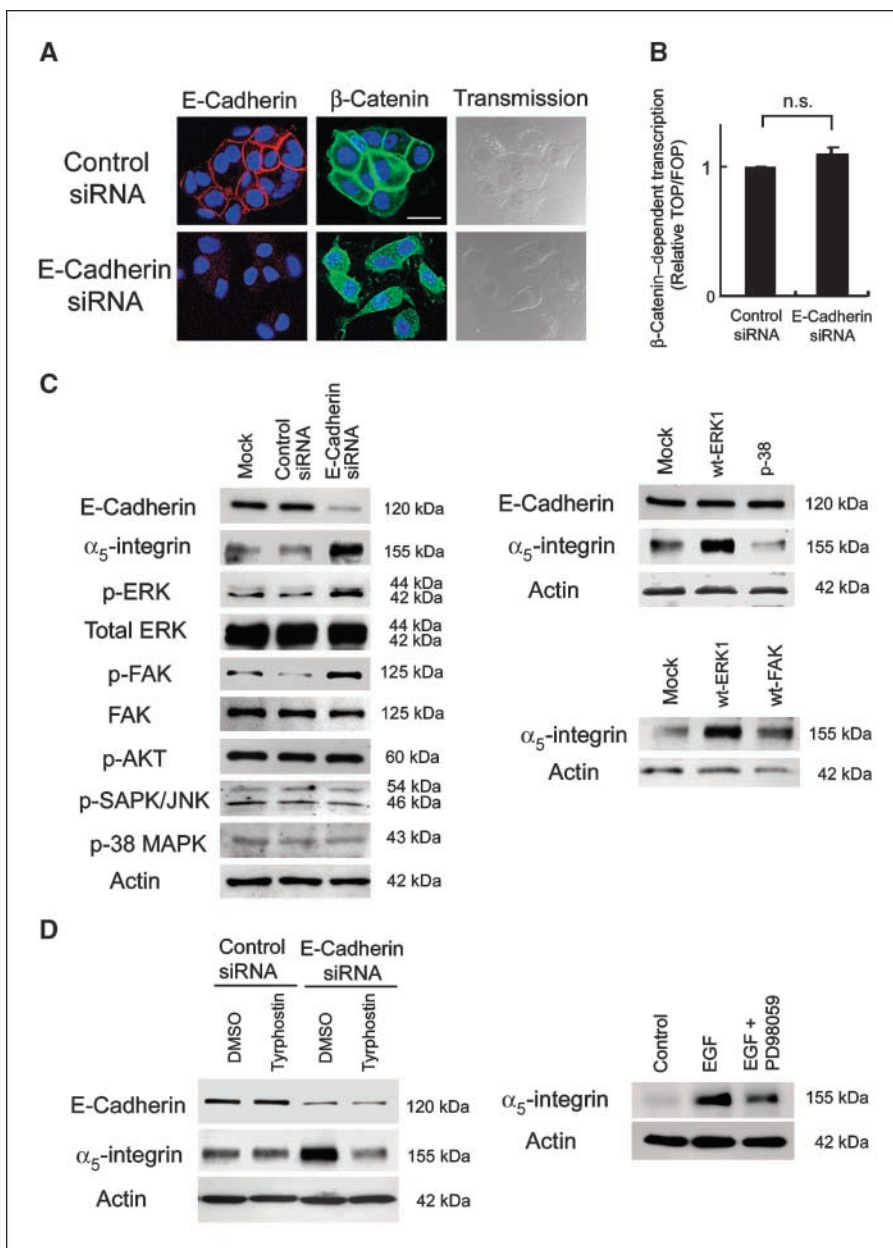 A
E-Cadherin β-Catenin Transmission
Control
siRNA
E-Cadherin
siRNA
B
n.s.
β-Catenin–dependent transcription
(Relative TOP/FOP)
1
0
Control
siRNA
E-Cadherin
siRNA
C
Mock
Control
siRNA
E-Cadherin
siRNA
E-Cadherin 120 kDa
α5-integrin 155 kDa
p-ERK 44 kDa
42 kDa
Total ERK 44 kDa
42 kDa
p-FAK 125 kDa
FAK 125 kDa
p-AKT 60 kDa
p-SAPK/JNK 54 kDa
46 kDa
p-38 MAPK 43 kDa
Actin 42 kDa
Mock
wt-ERK1
p-38
E-Cadherin 120 kDa
α5-integrin 155 kDa
Actin 42 kDa
Mock
wt-ERK1
wt-FAK
α5-integrin 155 kDa
Actin 42 kDa
D
Control
siRNA
E-Cadherin
siRNA
DMSO
Tyrphostin
DMSO
Tyrphostin
E-Cadherin 120 kDa
α5-integrin 155 kDa
Actin 42 kDa
Control
EGF
EGF +
PD98059
α5-integrin 155 kDa
Actin 42 kDa